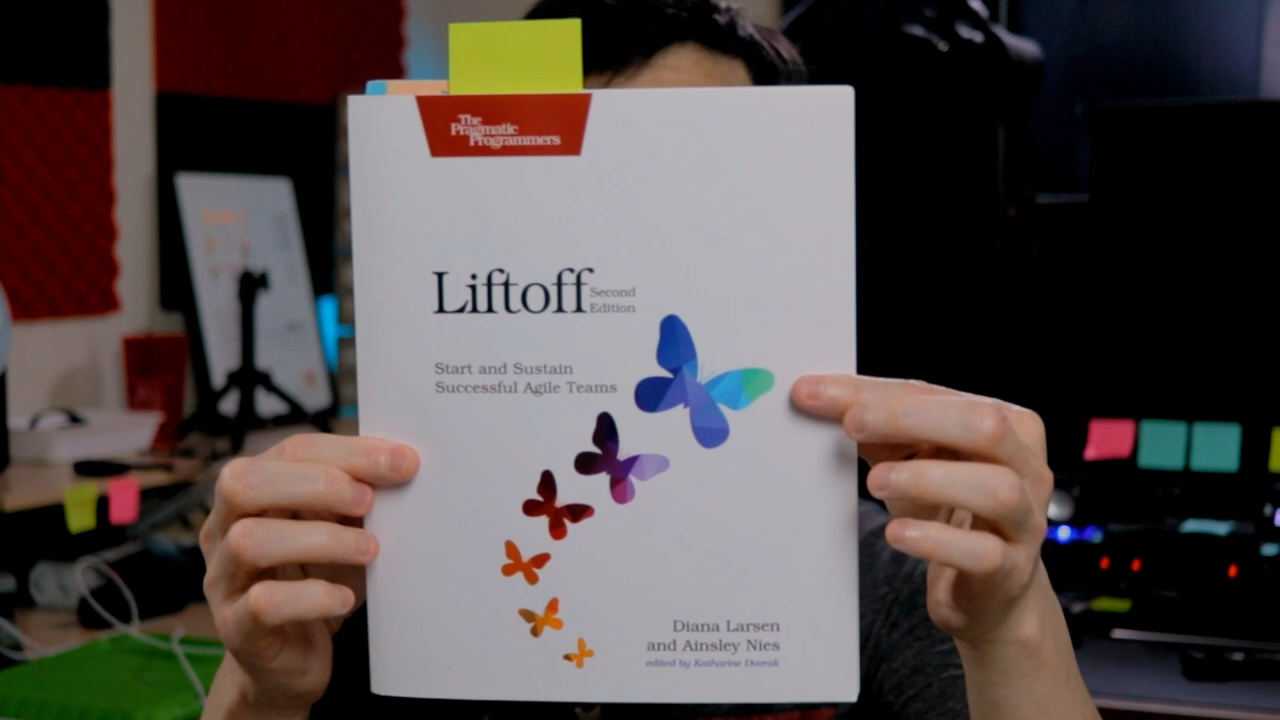 The
Pragmatic
Programmers
Liftoff Second
Edition
Start and Sustain
Successful Agile Teams
Diana Larsen
and Ainsley Nies
edited by Katharine Dvorak